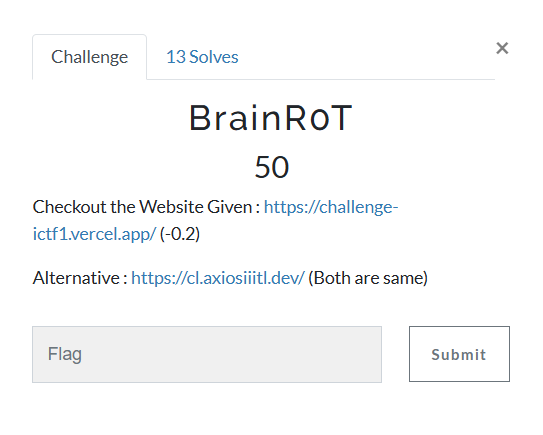 Challenge
13 Solves
×
BrainR0T
50
Checkout the Website Given : https://challenge-
ictf1.vercel.app/ (-0.2)
Alternative : https://cl.axiosiiitl.dev/ (Both are same)
Flag
Submit